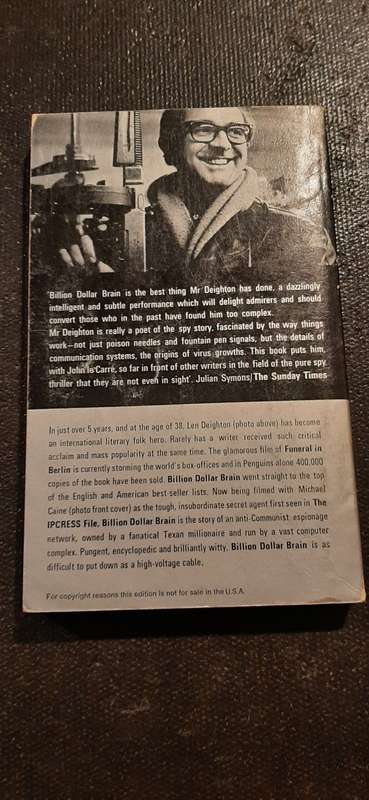 'Billion Dollar Brain is the best thing Mr Deighton has done, a dazzlingly
intelligent and subtle performance which will delight admirers and should
convert those who in the past have found him too complex.
Mr Deighton is really a poet of the spy story, fascinated by the way things
work—not just poison needles and fountain pen signals, but the details of
communication systems, the origins of virus growths. This book puts him,
with John le Carré, so far in front of other writers in the field of the pure spy
thriller that they are not even in sight'. Julian Symons/The Sunday Times
In just over 5 years, and at the age of 38, Len Deighton (photo above) has become
an international literary folk hero. Rarely has a writer received such critical
acclaim and mass popularity at the same time. The glamorous film of Funeral in
Berlin is currently storming the world's box-offices and in Penguins alone 400,000
copies of the book have been sold. Billion Dollar Brain went straight to the top
of the English and American best-seller lists. Now being filmed with Michael
Caine (photo front cover) as the tough, insubordinate secret agent first seen in The
IPCRESS File, Billion Dollar Brain is the story of an anti-Communist espionage
network, owned by a fanatical Texan millionaire and run by a vast computer
complex. Pungent, encyclopedic and brilliantly witty. Billion Dollar Brain is as
difficult to put down as a high-voltage cable.
For copyright reasons this edition is not for sale in the U.S.A.